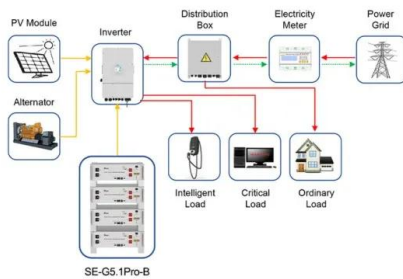 PV Module
Inverter
Distribution
Box
Electricity
Meter
Power
Grid
Alternator
Intelligent
Load
Critical
Load
Ordinary
Load
SE-G5.1Pro-B